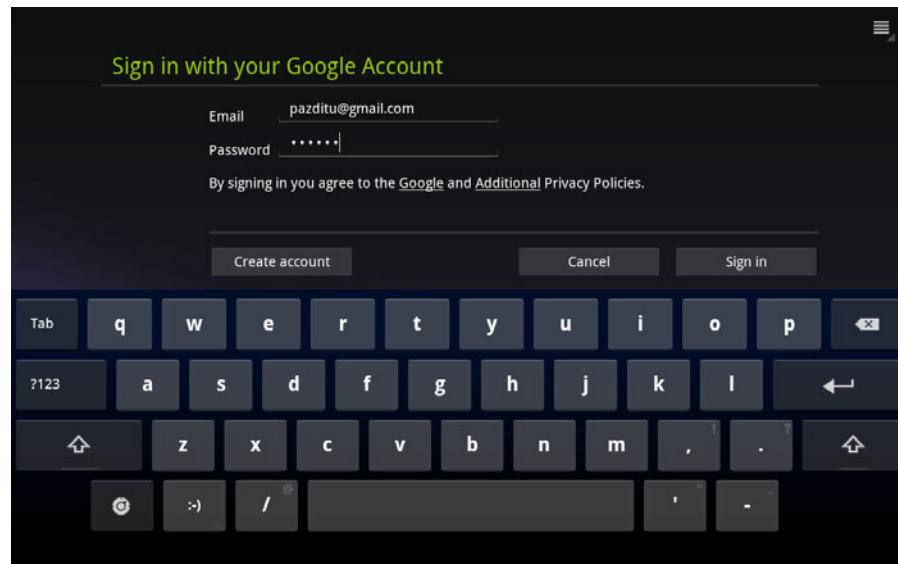 Sign in with your Google Account
Email pazditu@gmail.com
Password ••••••
By signing in you agree to the Google and Additional Privacy Policies.
Create account Cancel Sign in
Tab q w e r t y u i o p
?123 a s d f g h j k l
z x c v b n m , ! . ?
:-) / @ ' " - _